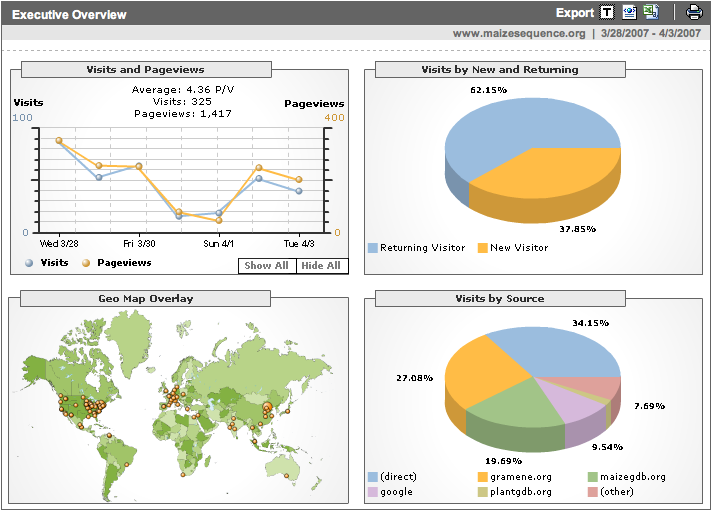 Executive Overview
Export T
www.maizesequence.org | 3/28/2007 - 4/3/2007
Visits and Pageviews
Average: 4.36 P/V
Visits: 325
Pageviews: 1,417
Visits
Pageviews
100
400
0
0
Wed 3/28
Fri 3/30
Sun 4/1
Tue 4/3
Visits
Pageviews
Show All
Hide All
Visits by New and Returning
62.15%
37.85%
Returning Visitor
New Visitor
Geo Map Overlay
Visits by Source
34.15%
27.08%
7.69%
9.54%
19.69%
(direct)
gramene.org
maizegdb.org
google
plantgdb.org
(other)